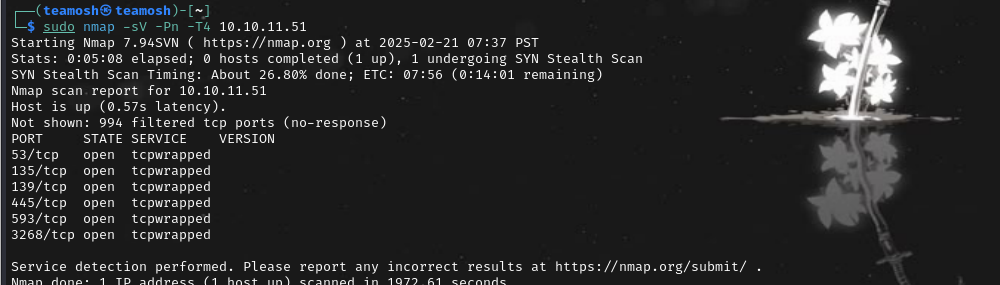 ┌──(teamosh㉿teamosh)-[~]
└─$ sudo nmap -sV -Pn -T4 10.10.11.51
Starting Nmap 7.94SVN ( https://nmap.org ) at 2025-02-21 07:37 PST
Stats: 0:05:08 elapsed; 0 hosts completed (1 up), 1 undergoing SYN Stealth Scan
SYN Stealth Scan Timing: About 26.80% done; ETC: 07:56 (0:14:01 remaining)
Nmap scan report for 10.10.11.51
Host is up (0.57s latency).
Not shown: 994 filtered tcp ports (no-response)
PORT     STATE SERVICE    VERSION
53/tcp   open  tcpwrapped
135/tcp  open  tcpwrapped
139/tcp  open  tcpwrapped
445/tcp  open  tcpwrapped
593/tcp  open  tcpwrapped
3268/tcp open  tcpwrapped
Service detection performed. Please report any incorrect results at https://nmap.org/submit/ .
Nmap done: 1 IP address (1 host up) scanned in 1972.61 seconds